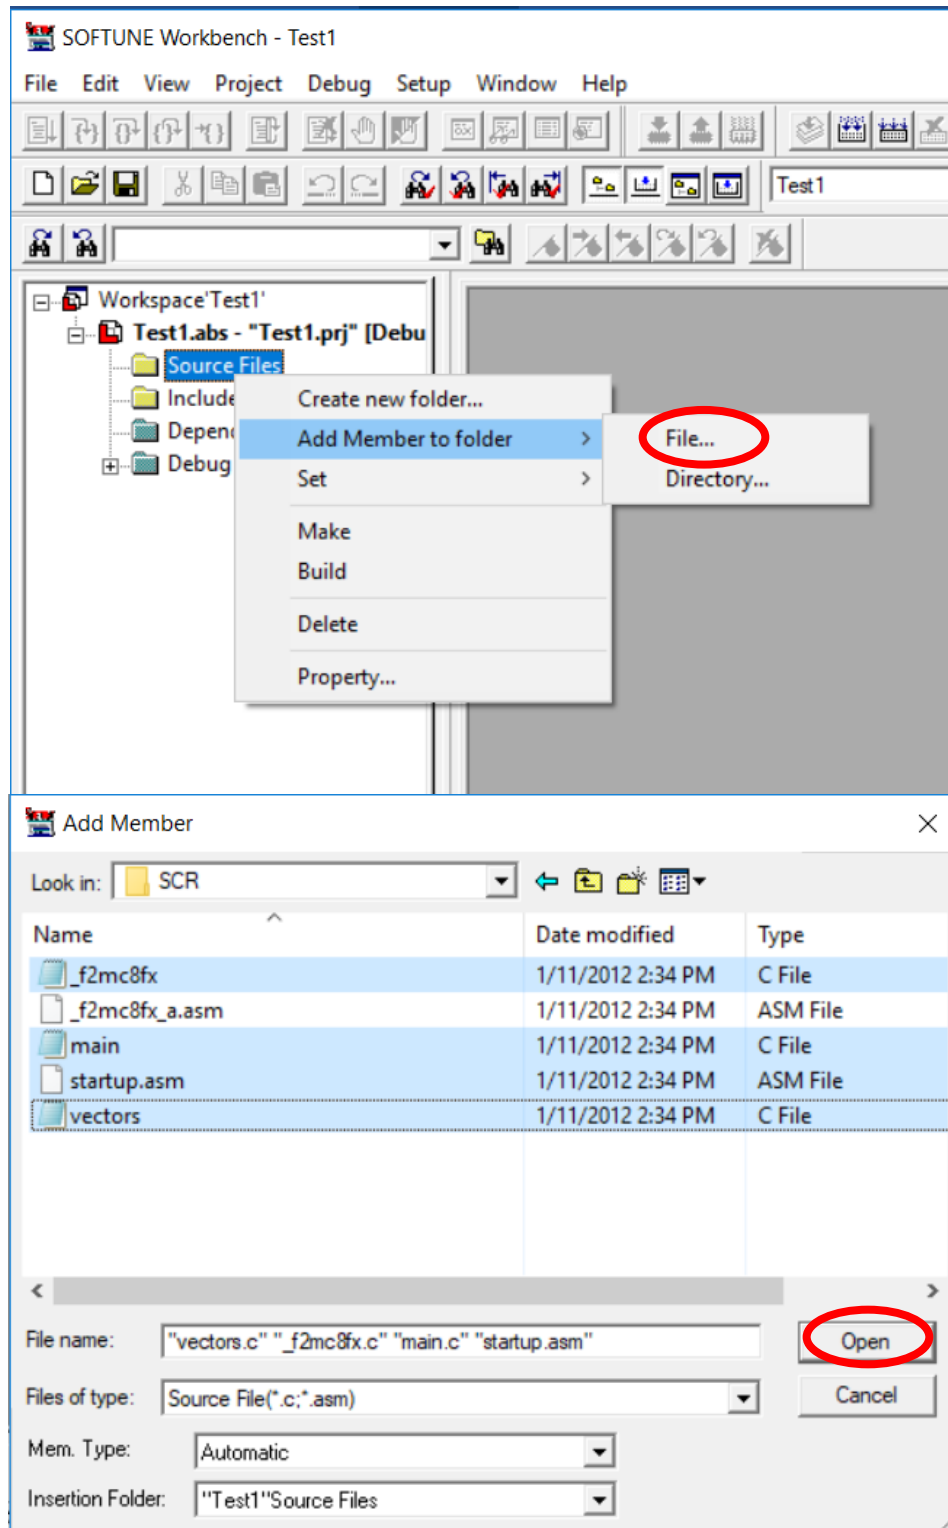 SOFTUNE Workbench - Test1
File Edit View Project Debug Setup Window Help
Test1
Workspace'Test1'
Test1.abs - "Test1.prj" [Debu
Source Files
Include
Create new folder...
Depen
Add Member to folder
File...
Debug
Set
Directory...
Make
Build
Delete
Property...
Add Member
Look in: SCR
Name Date modified Type
_f2mc8fx 1/11/2012 2:34 PM C File
_f2mc8fx_a.asm 1/11/2012 2:34 PM ASM File
main 1/11/2012 2:34 PM C File
startup.asm 1/11/2012 2:34 PM ASM File
vectors 1/11/2012 2:34 PM C File
File name: "vectors.c" "_f2mc8fx.c" "main.c" "startup.asm" Open
Files of type: Source File(*.c;*.asm) Cancel
Mem. Type: Automatic
Insertion Folder: "Test1"Source Files